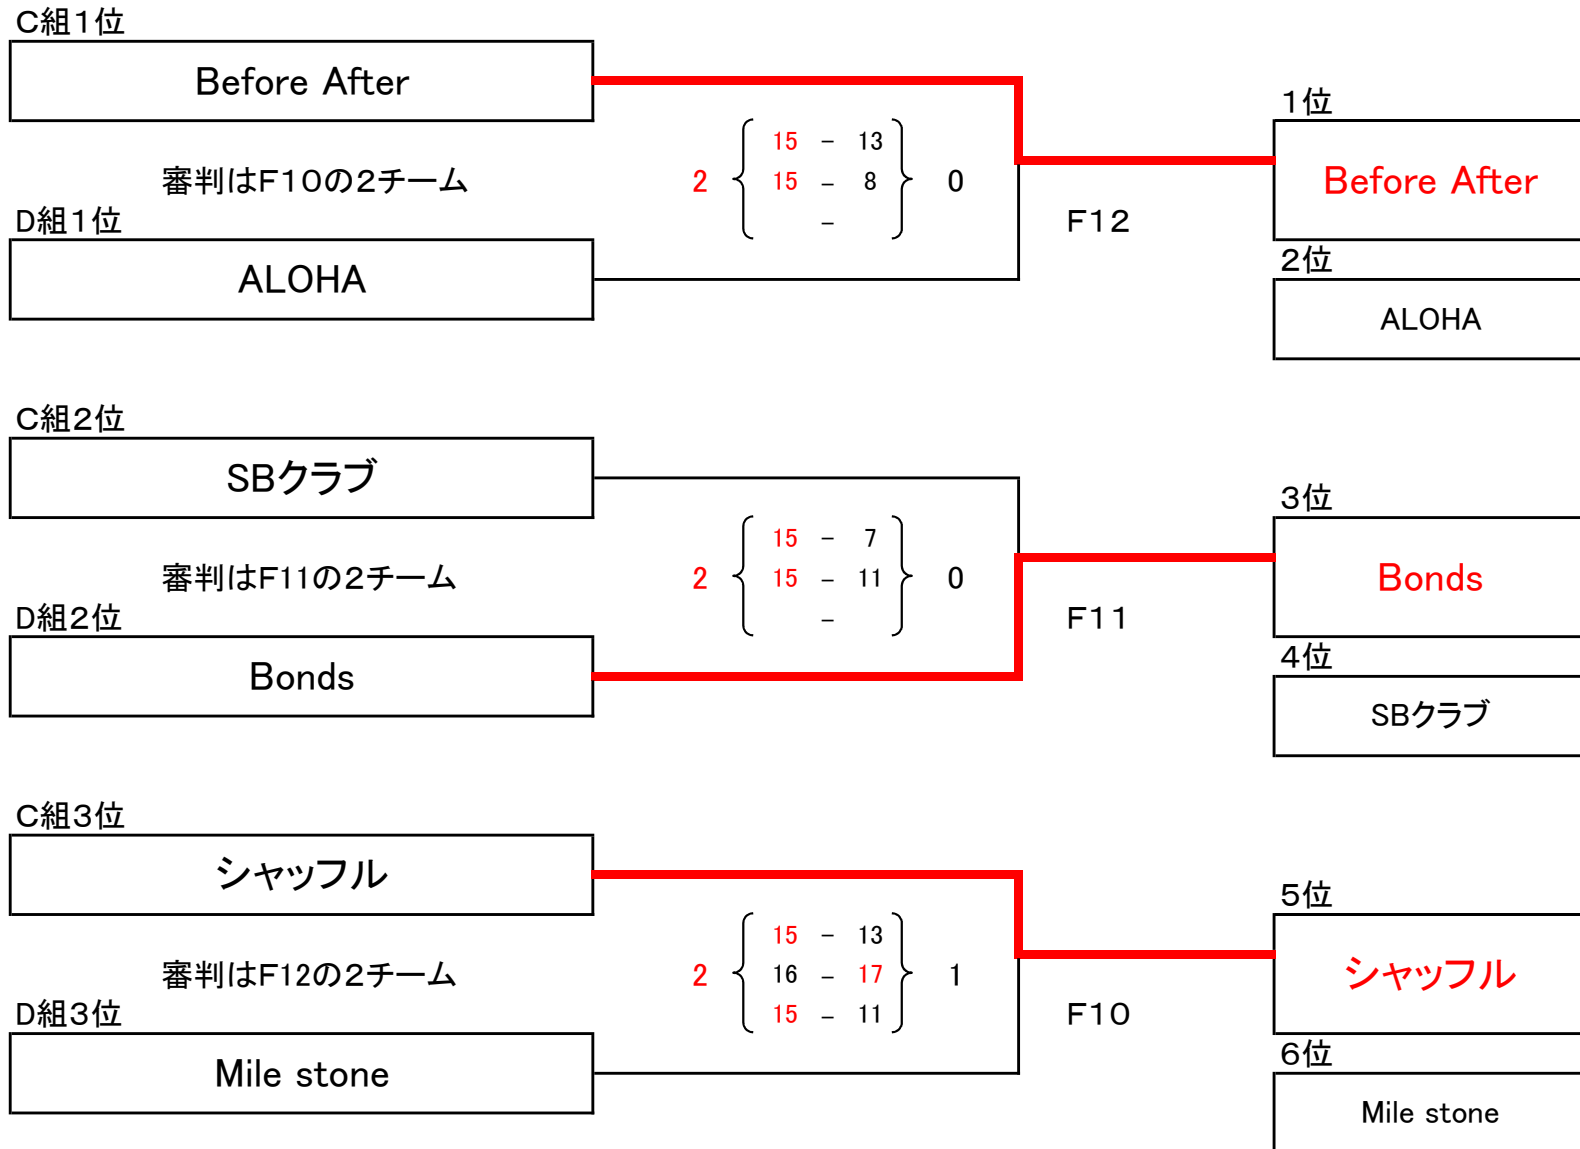 C組１位
Before After
審判はF１０の２チーム
D組１位
ALOHA
2 15 － 13 0
15 － 8
－
F１２
１位
Before After
２位
ALOHA
C組２位
SBクラブ
審判はF11の２チーム
D組２位
Bonds
2 15 － 7 0
15 － 11
－
F１１
３位
Bonds
４位
SBクラブ
C組３位
シャッフル
審判はF12の２チーム
D組３位
Mile stone
15 － 13
2 16 － 17 1
15 － 11
F１０
５位
シャッフル
６位
Mile stone